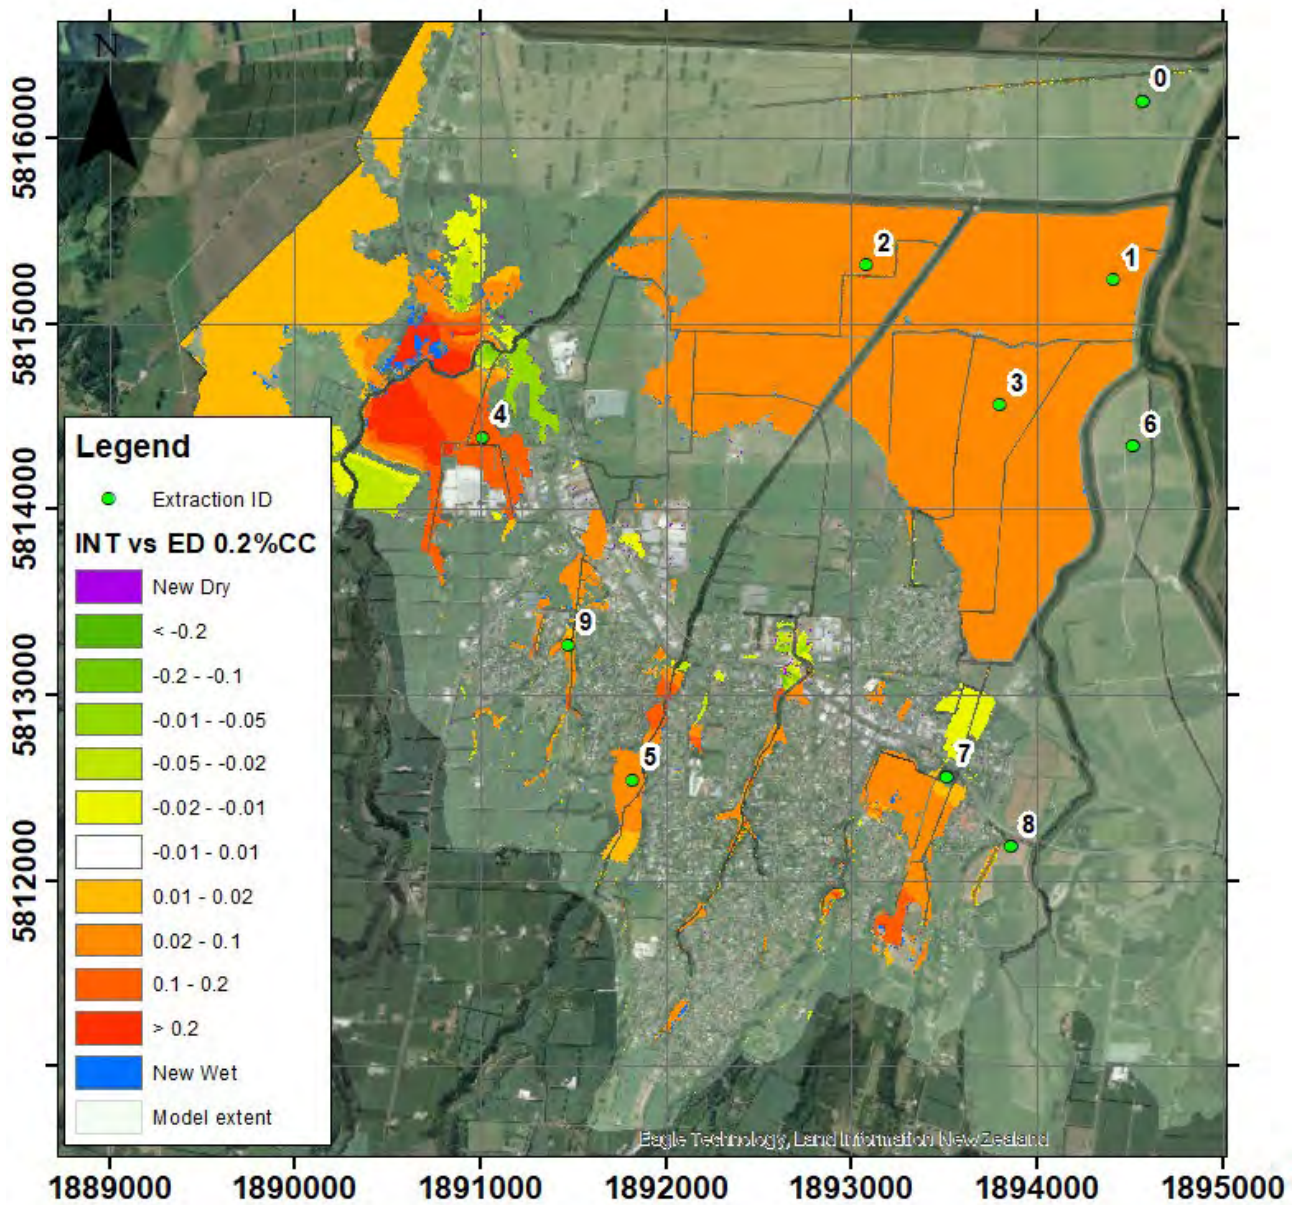 N
0
5816000
2
1
5815000
3
4
6
Legend
Extraction ID
5814000
INT vs ED 0.2%CC
New Dry
< -0.2
9
-0.2 - -0.1
5813000
-0.01 - -0.05
-0.05 - -0.02
5
7
-0.02 - -0.01
8
-0.01 - 0.01
5812000
0.01 - 0.02
0.02 - 0.1
0.1 - 0.2
> 0.2
New Wet
Model extent
Eagle Technology, Land Information New Zealand
1889000 1890000 1891000 1892000 1893000 1894000 1895000